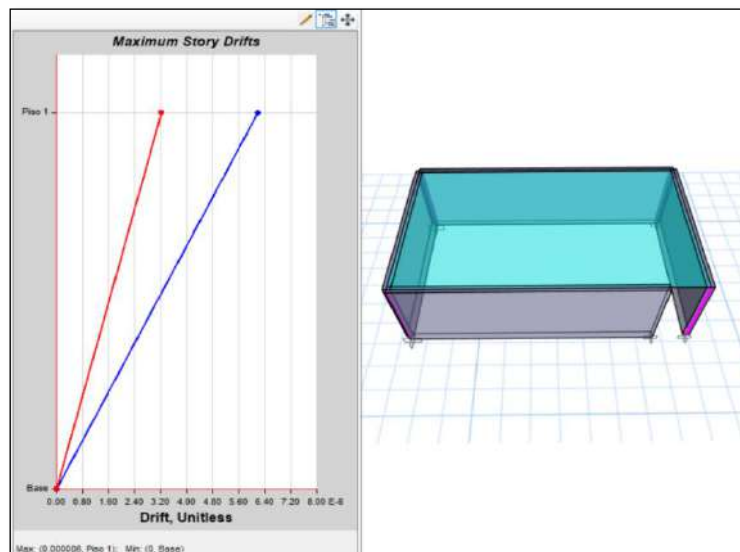 Maximum Story Drifts
Piso 1
Base
0.00 0.80 1.60 2.40 3.20 4.00 4.80 5.60 6.40 7.20 8.00 E-6
Drift, Unitless
Max: (0.000006, Piso 1); Min: (0, Base)